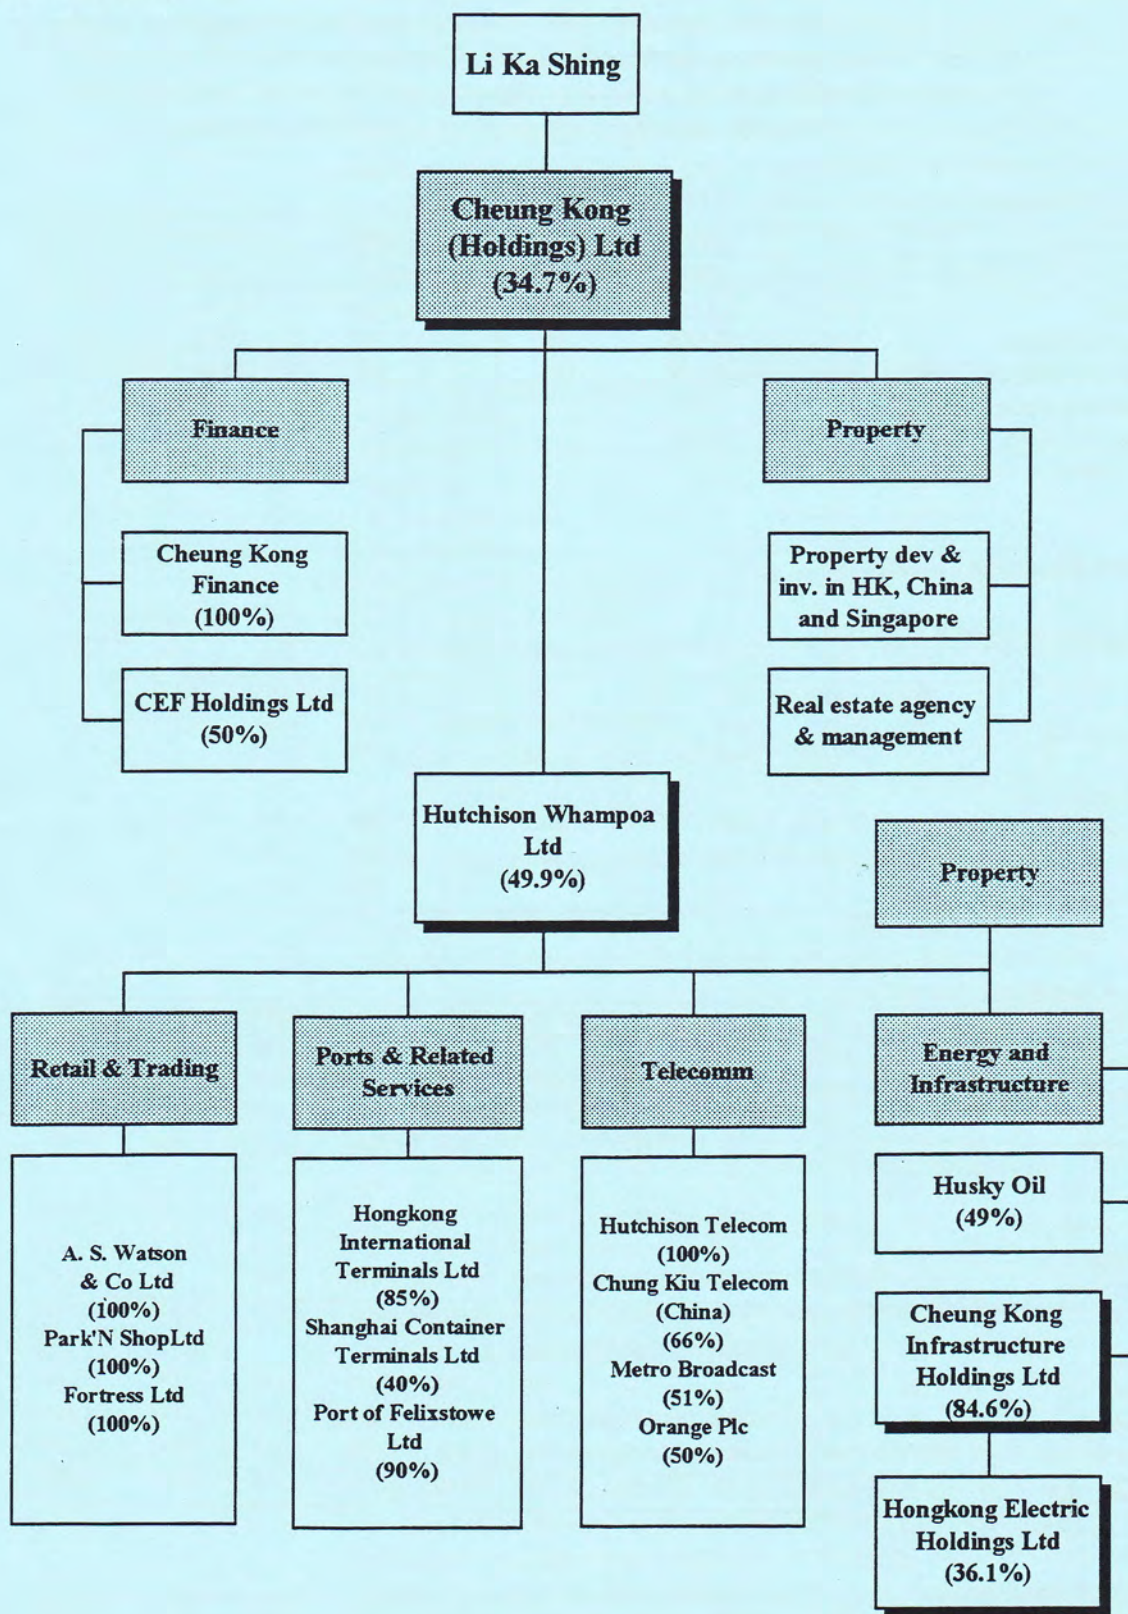 Li Ka Shing
Cheung Kong
(Holdings) Ltd
(34.7%)
Finance
Property
Cheung Kong
Finance
(100%)
Property dev &
inv. in HK, China
and Singapore
CEF Holdings Ltd
(50%)
Real estate agency
& management
Hutchison Whampoa
Ltd
(49.9%)
Property
Retail & Trading
Ports & Related
Services
Telecomm
Energy and
Infrastructure
A. S. Watson
& Co Ltd
(100%)
Park'N ShopLtd
(100%)
Fortress Ltd
(100%)
Hongkong
International
Terminals Ltd
(85%)
Shanghai Container
Terminals Ltd
(40%)
Port of Felixstowe
Ltd
(90%)
Hutchison Telecom
(100%)
Chung Kiu Telecom
(China)
(66%)
Metro Broadcast
(51%)
Orange Plc
(50%)
Husky Oil
(49%)
Cheung Kong
Infrastructure
Holdings Ltd
(84.6%)
Hongkong Electric
Holdings Ltd
(36.1%)